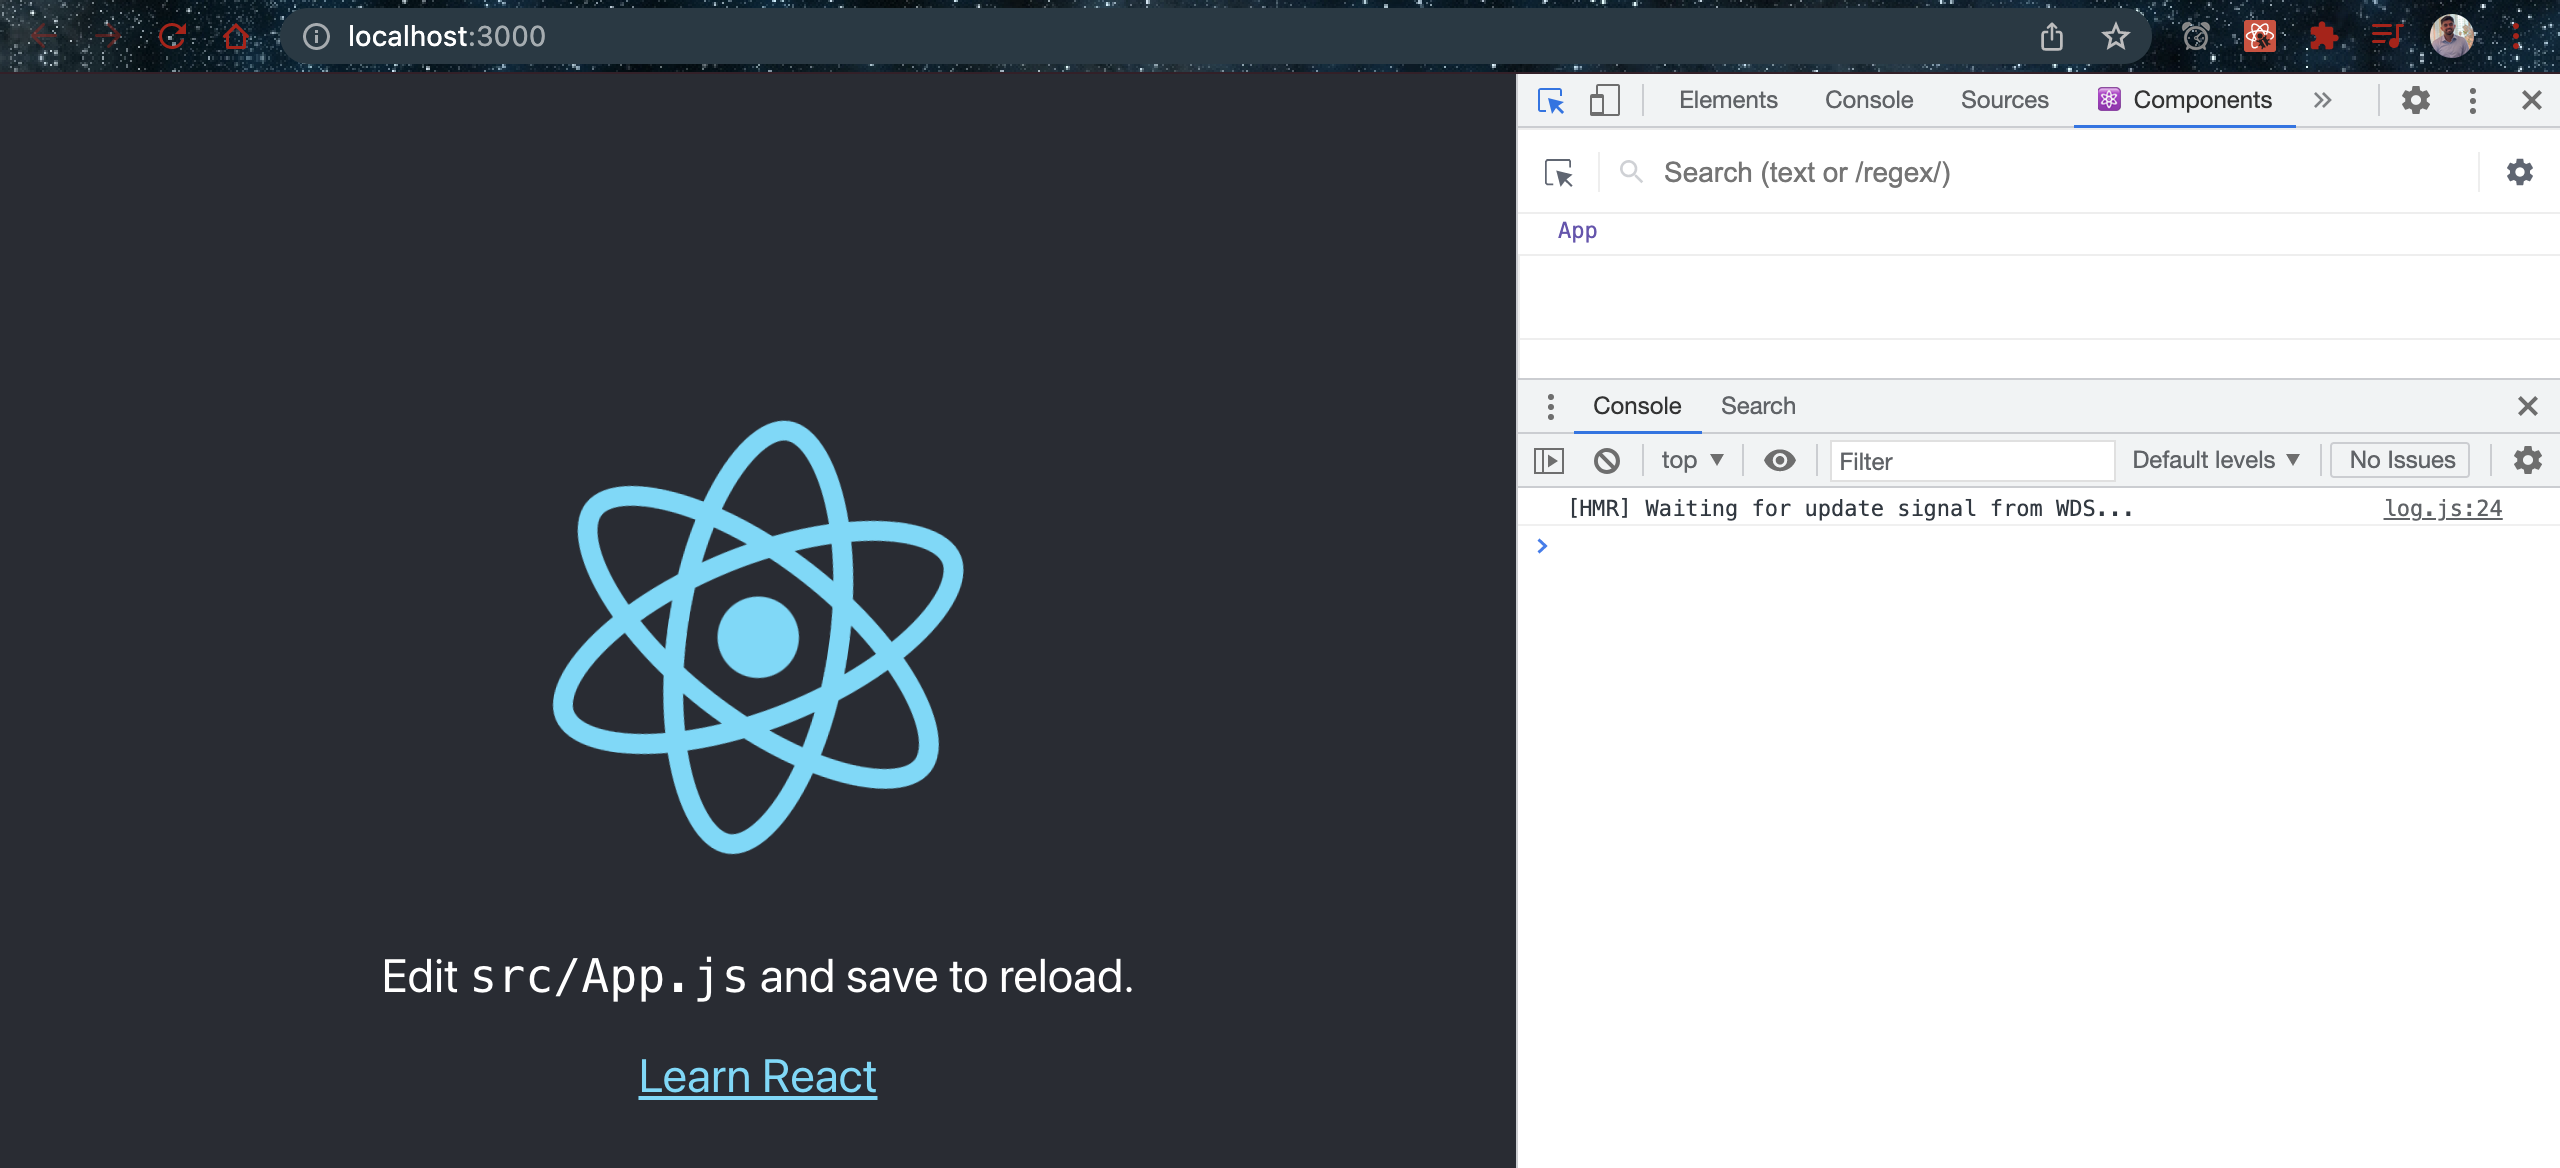 localhost:3000
Elements Console Sources Components
Search (text or /regex/)
App
Console Search
top Filter Default levels No Issues
[HMR] Waiting for update signal from WDS... log.js:24
Edit src/App.js and save to reload.
Learn React